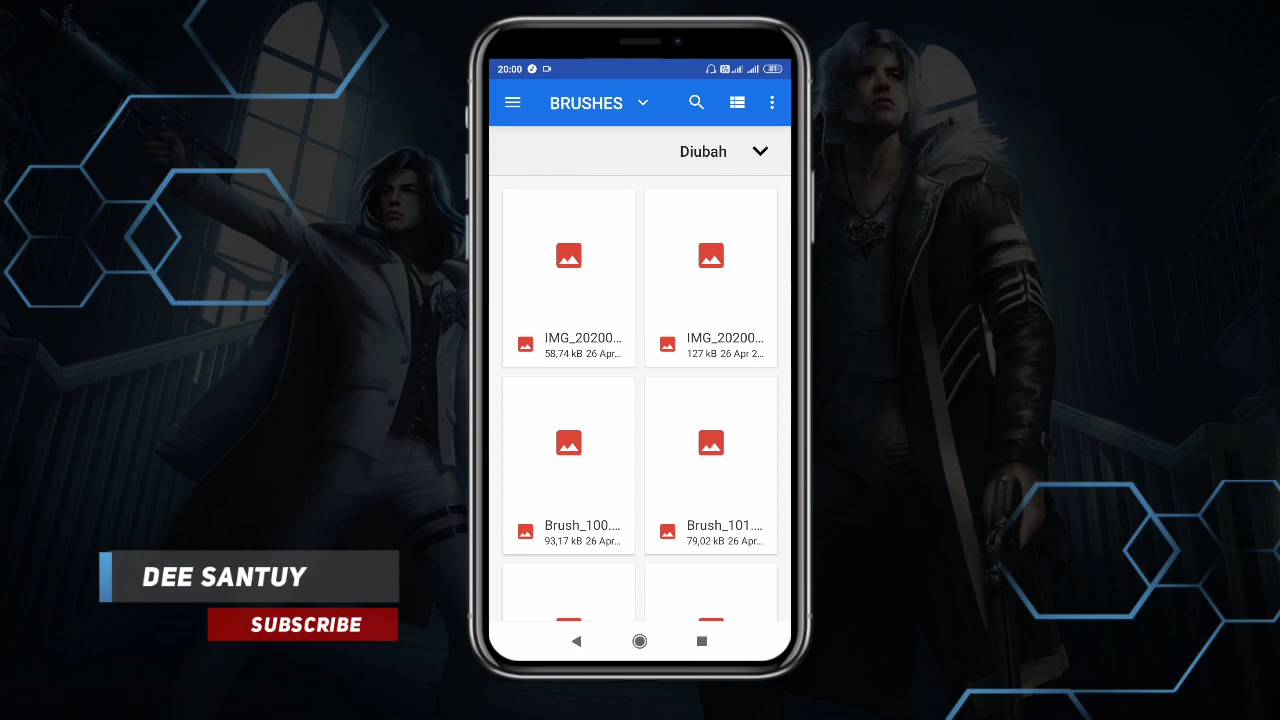 20:00
81
BRUSHES
Diubah
IMG_20200...
58,74 kB 26 Apr...
IMG_20200...
127 kB 26 Apr 2...
Brush_100....
93,17 kB 26 Apr...
Brush_101....
79,02 kB 26 Apr...
DEE SANTUY
SUBSCRIBE